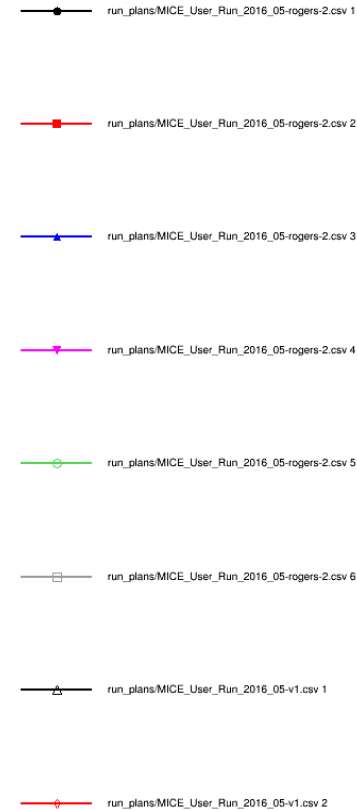 run_plans/MICE_User_Run_2016_05-rogers-2.csv 1
run_plans/MICE_User_Run_2016_05-rogers-2.csv 2
run_plans/MICE_User_Run_2016_05-rogers-2.csv 3
run_plans/MICE_User_Run_2016_05-rogers-2.csv 4
run_plans/MICE_User_Run_2016_05-rogers-2.csv 5
run_plans/MICE_User_Run_2016_05-rogers-2.csv 6
run_plans/MICE_User_Run_2016_05-v1.csv 1
run_plans/MICE_User_Run_2016_05-v1.csv 2